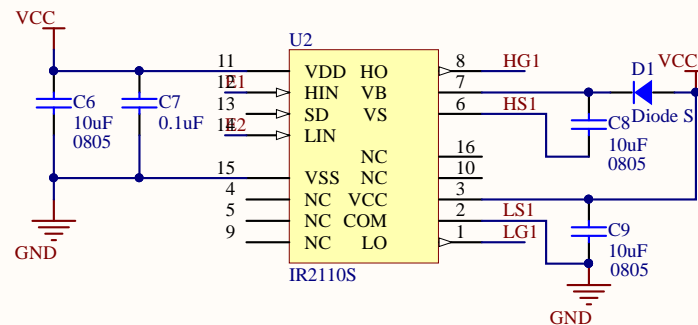 VCC
U2
11 VDD HO 8 HG1
D1 VCC
12 E1 HIN VB 7
C6 C7
10uF 0.1uF
0805
13 SD VS 6 HS1
Diode S
14 E2 LIN
C8
10uF
0805
NC 16
15 VSS NC 10
4 NC VCC 3
5 NC COM 2 LS1
9 NC LO 1 LG1
C9
10uF
0805
GND
IR2110S
GND